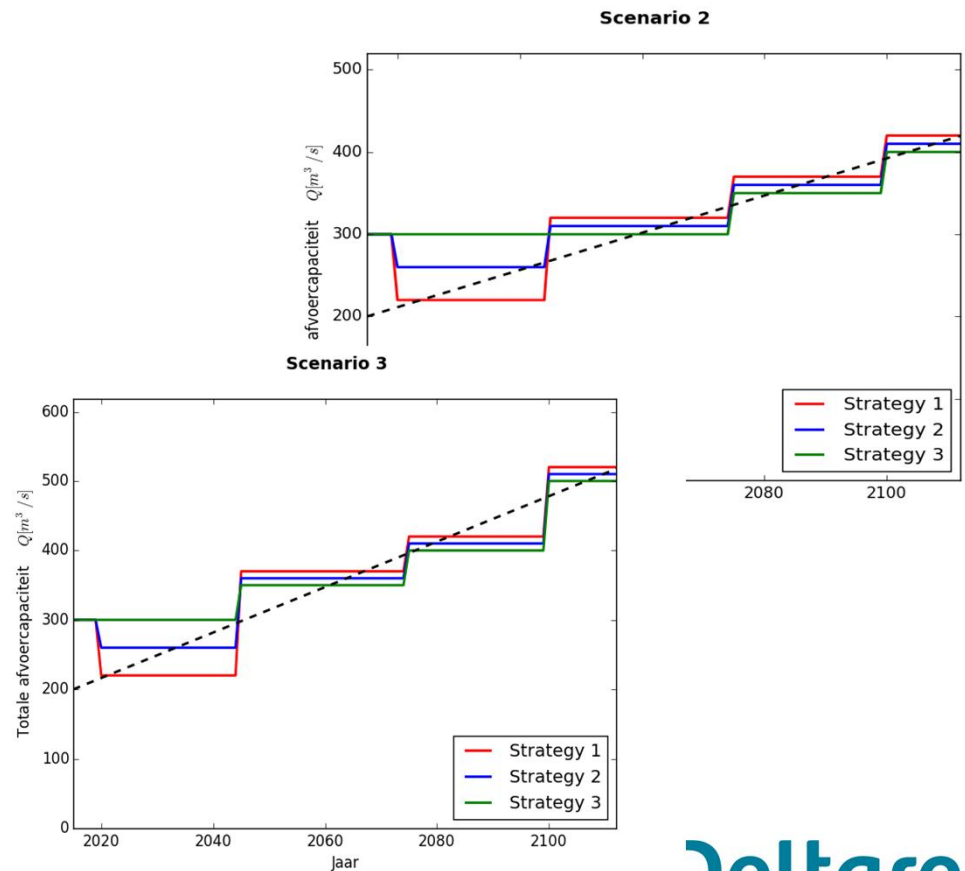 Scenario 2
500
400
300
200
afvoercapaciteit Q[m³/s]
Strategy 1
Strategy 2
Strategy 3
2080 2100
Scenario 3
600
500
400
300
200
100
0
Totale afvoercapaciteit Q[m³/s]
Strategy 1
Strategy 2
Strategy 3
2020 2040 2060 2080 2100
Jaar